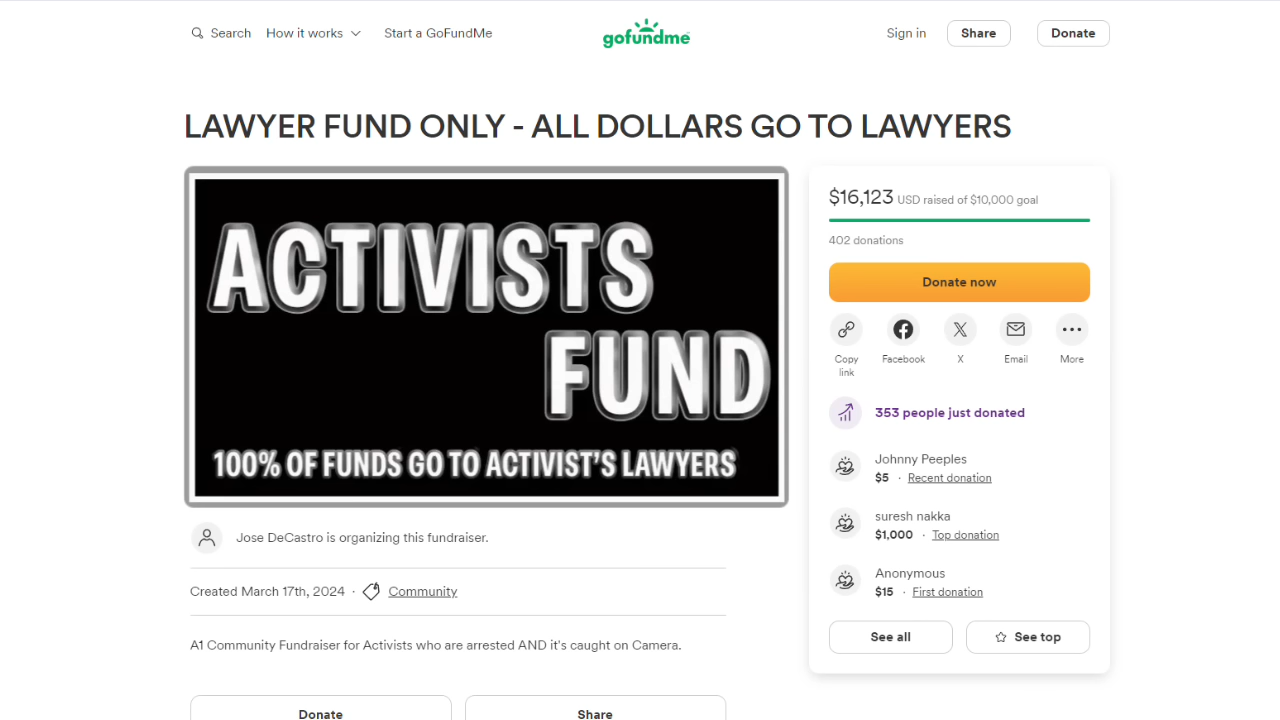 Search How it works Start a GoFundMe gofundme Sign in Share Donate
LAWYER FUND ONLY - ALL DOLLARS GO TO LAWYERS
ACTIVISTS
FUND
100% OF FUNDS GO TO ACTIVIST'S LAWYERS
Jose DeCastro is organizing this fundraiser.
Created March 17th, 2024 · Community
A1 Community Fundraiser for Activists who are arrested AND it's caught on Camera.
Donate Share
$16,123 USD raised of $10,000 goal
402 donations
Donate now
Copy link Facebook X Email More
353 people just donated
Johnny Peeples
$5 · Recent donation
suresh nakka
$1,000 · Top donation
Anonymous
$15 · First donation
See all See top